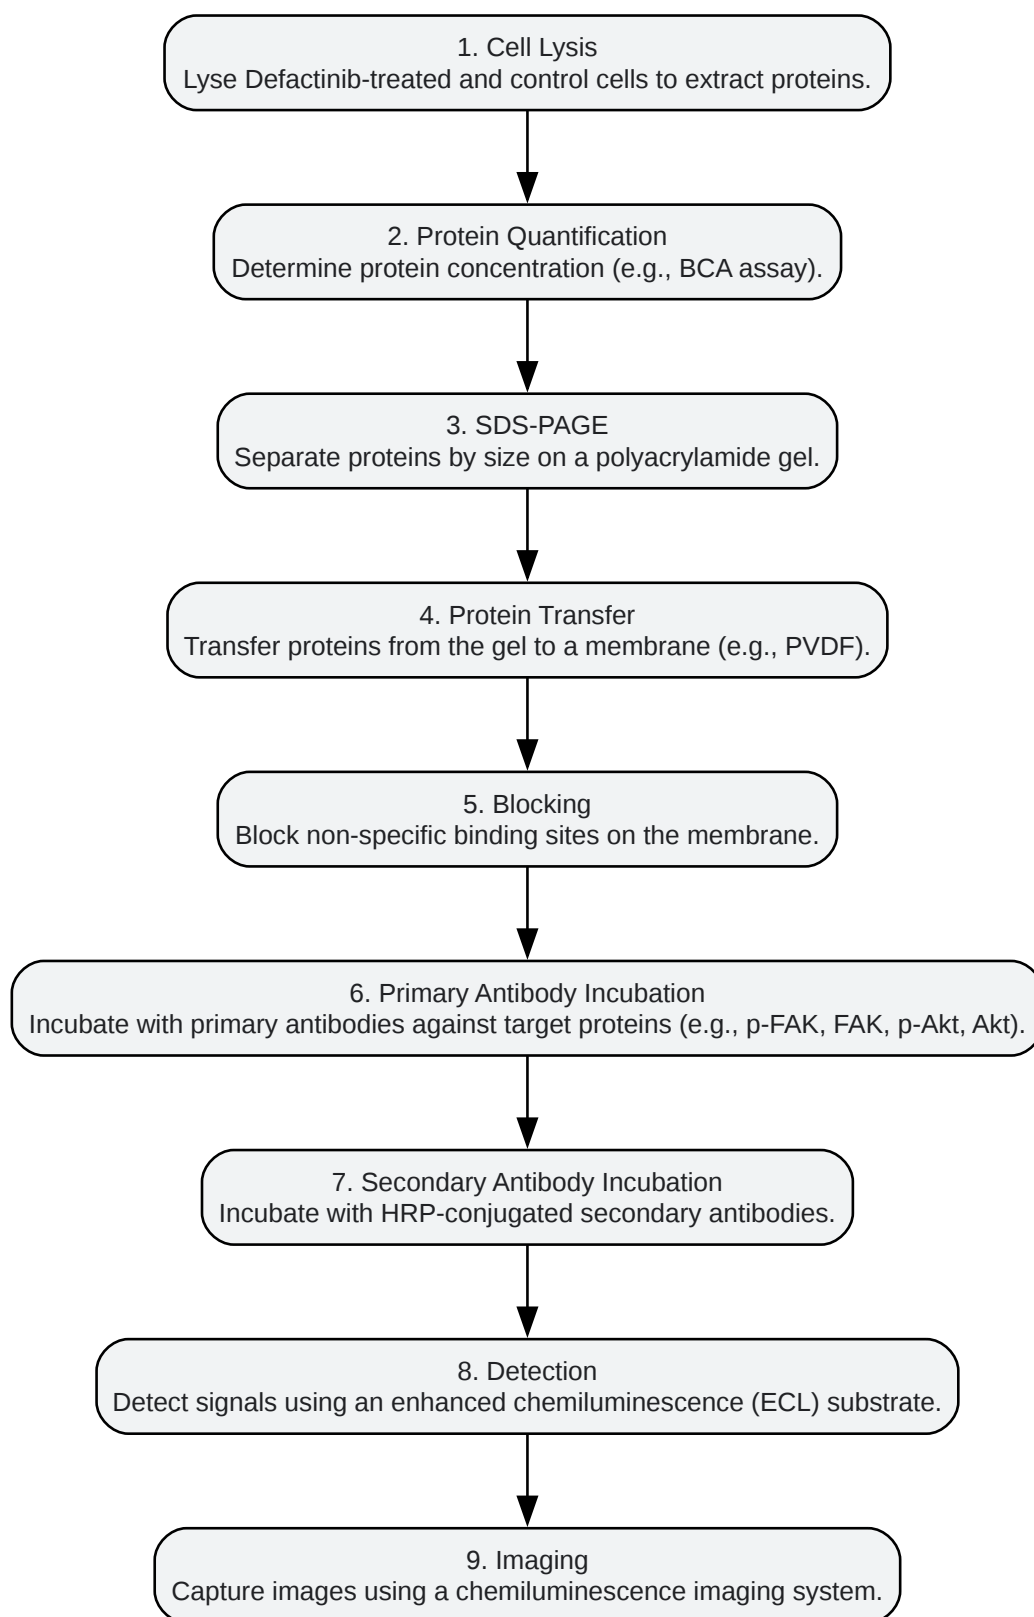 1. Cell Lysis
Lyse Defactinib-treated and control cells to extract proteins.
2. Protein Quantification
Determine protein concentration (e.g., BCA assay).
3. SDS-PAGE
Separate proteins by size on a polyacrylamide gel.
4. Protein Transfer
Transfer proteins from the gel to a membrane (e.g., PVDF).
5. Blocking
Block non-specific binding sites on the membrane.
6. Primary Antibody Incubation
Incubate with primary antibodies against target proteins (e.g., p-FAK, FAK, p-Akt, Akt).
7. Secondary Antibody Incubation
Incubate with HRP-conjugated secondary antibodies.
8. Detection
Detect signals using an enhanced chemiluminescence (ECL) substrate.
9. Imaging
Capture images using a chemiluminescence imaging system.